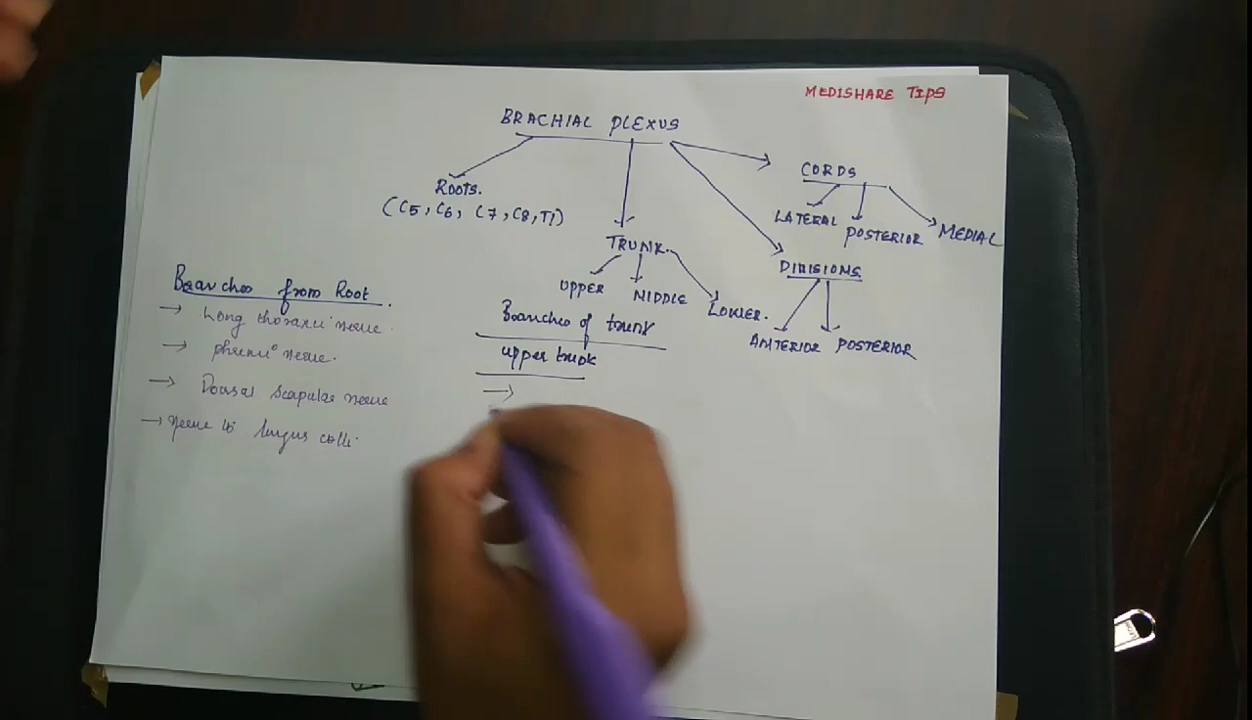 MEDISHARE TIPS
BRACHIAL PLEXUS
Roots.
(C5, C6, C7, C8, T1)
TRUNK.
UPPER
MIDDLE
LOWER.
CORDS
LATERAL
POSTERIOR
MEDIAL
DIVISIONS
ANTERIOR
POSTERIOR
Branches from Root.
→ Long thoracic nerve.
→ phrenic nerve.
→ Dorsal scapular nerve
→ nerve to longus colli.
Branches of trunk
upper trunk
→